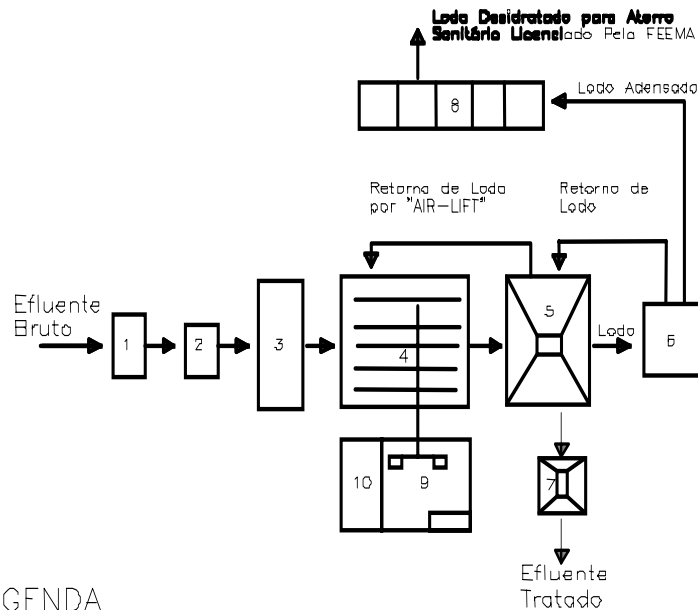 Lodo Desidratado para Aterro
Sanitário Licenciado Pela FEEMA
8
Lodo Adensado
Retorna de Lodo
por "AIR-LIFT"
Retorno de
Lodo
Efluente
Bruto
1
2
3
4
5
Lodo
6
10
9
7
Efluente
Tratado
GENDA